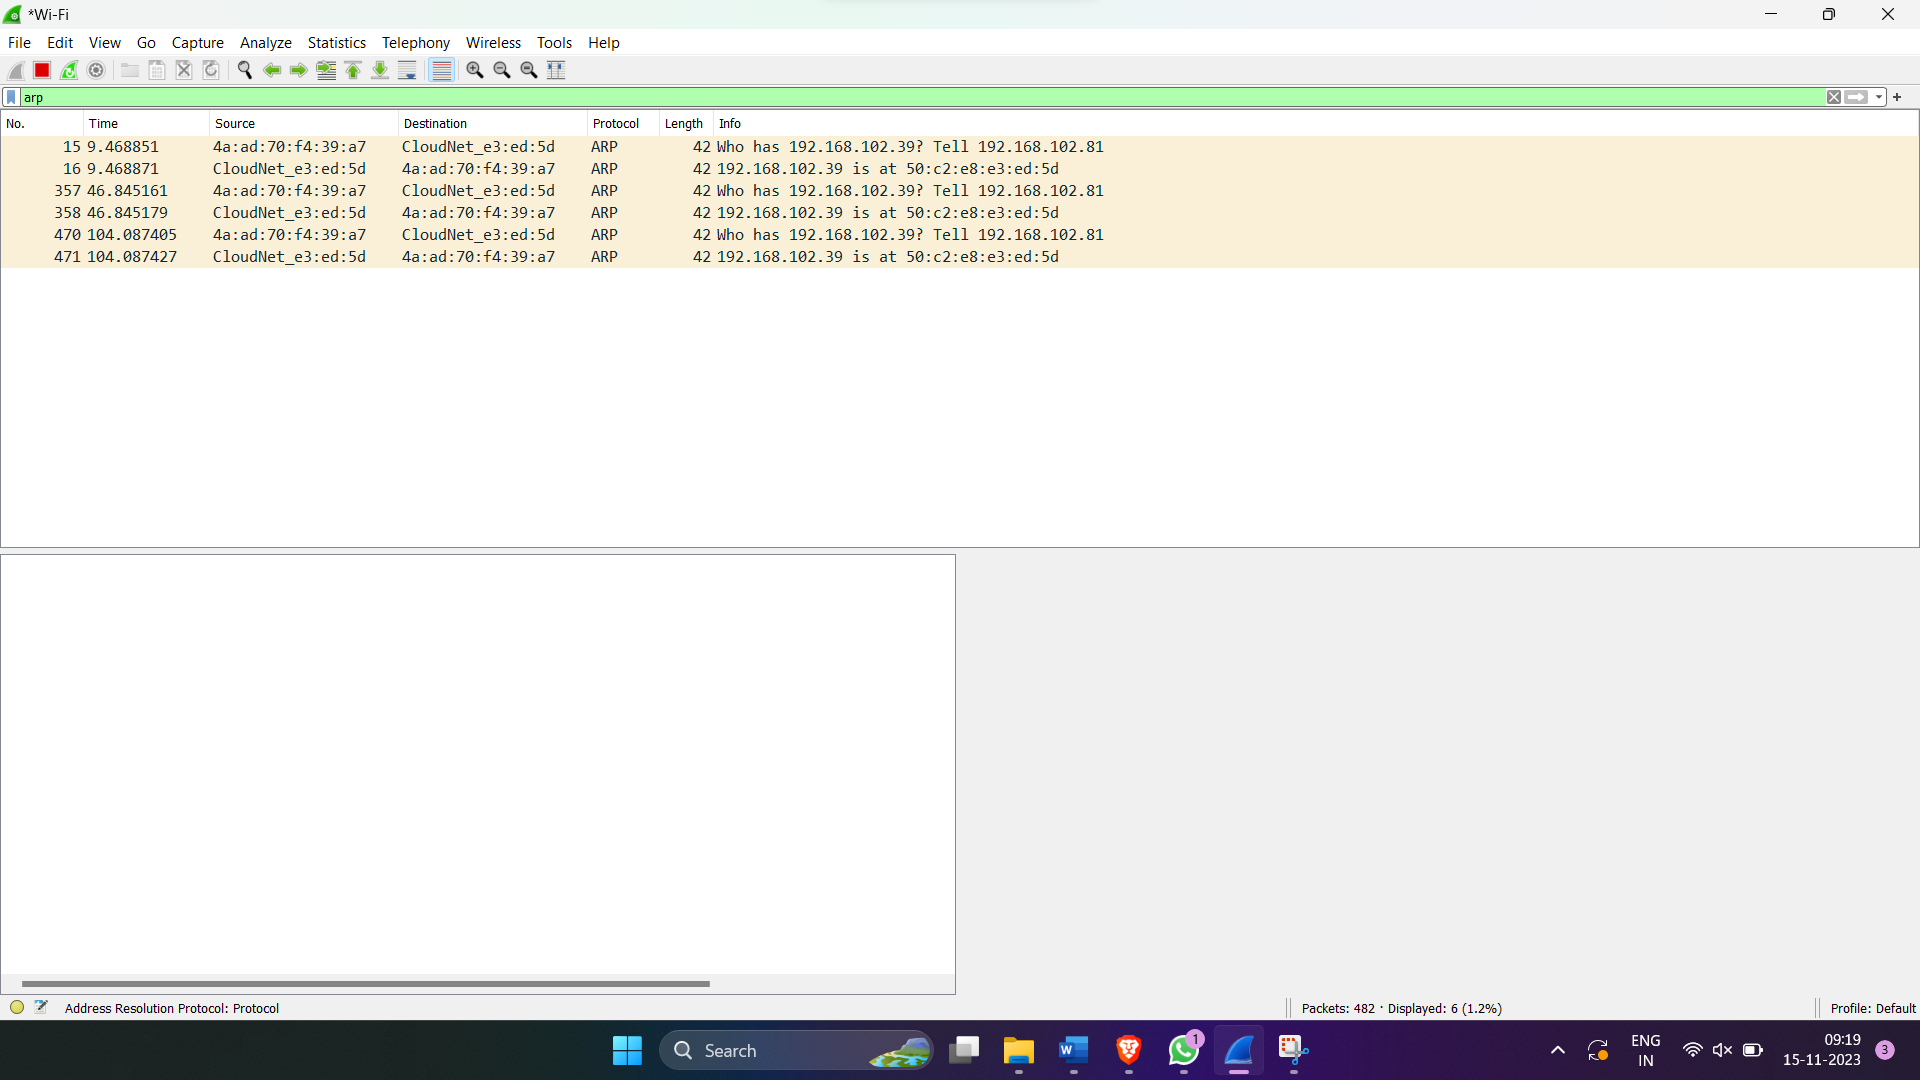 *Wi-Fi
File Edit View Go Capture Analyze Statistics Telephony Wireless Tools Help
arp
No. Time Source Destination Protocol Length Info
15 9.468851 4a:ad:70:f4:39:a7 CloudNet_e3:ed:5d ARP 42 Who has 192.168.102.39? Tell 192.168.102.81
16 9.468871 CloudNet_e3:ed:5d 4a:ad:70:f4:39:a7 ARP 42 192.168.102.39 is at 50:c2:e8:e3:ed:5d
357 46.845161 4a:ad:70:f4:39:a7 CloudNet_e3:ed:5d ARP 42 Who has 192.168.102.39? Tell 192.168.102.81
358 46.845179 CloudNet_e3:ed:5d 4a:ad:70:f4:39:a7 ARP 42 192.168.102.39 is at 50:c2:e8:e3:ed:5d
470 104.087405 4a:ad:70:f4:39:a7 CloudNet_e3:ed:5d ARP 42 Who has 192.168.102.39? Tell 192.168.102.81
471 104.087427 CloudNet_e3:ed:5d 4a:ad:70:f4:39:a7 ARP 42 192.168.102.39 is at 50:c2:e8:e3:ed:5d
Address Resolution Protocol: Protocol Packets: 482 · Displayed: 6 (1.2%) Profile: Default
Search W 1 ENG 09:19
IN 15-11-2023 3